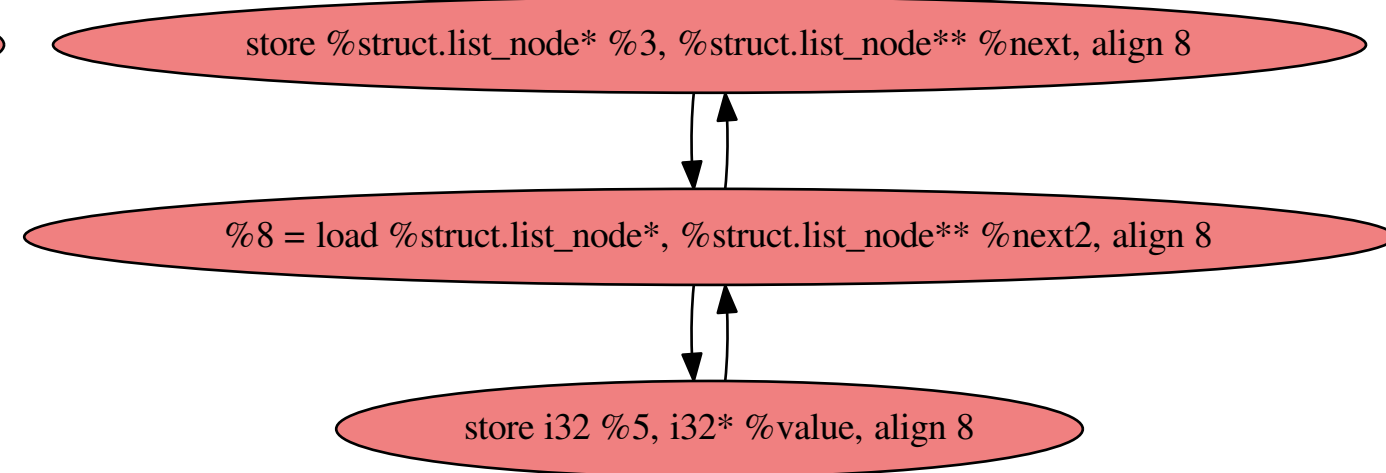 store %struct.list_node* %3, %struct.list_node** %next, align 8
%8 = load %struct.list_node*, %struct.list_node** %next2, align 8
store i32 %5, i32* %value, align 8